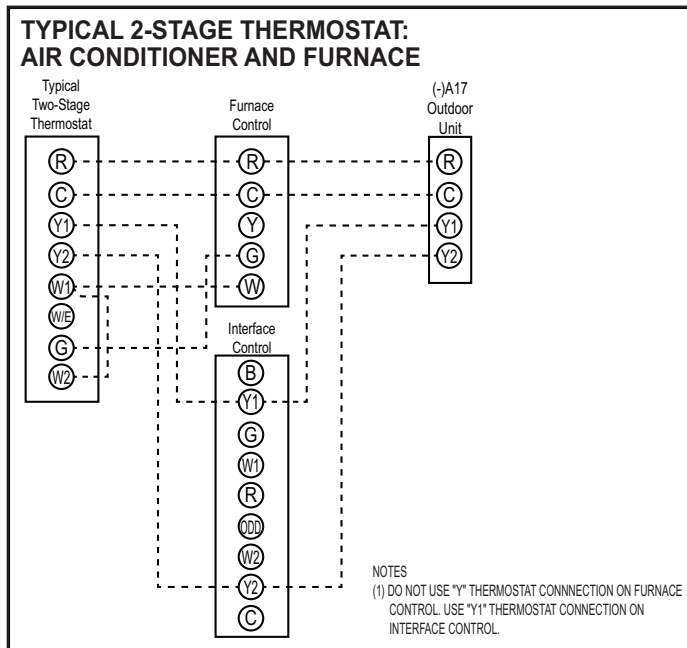 TYPICAL 2-STAGE THERMOSTAT:
AIR CONDITIONER AND FURNACE
Typical
Two-Stage
Thermostat
R
C
Y1
Y2
W1
W/E
G
W2
Furnace
Control
R
C
Y
G
W
Interface
Control
B
Y1
G
W1
R
ODD
W2
Y2
C
(-)A17
Outdoor
Unit
R
C
Y1
Y2
NOTES
(1) DO NOT USE "Y" THERMOSTAT CONNNECTION ON FURNACE
CONTROL. USE "Y1" THERMOSTAT CONNECTION ON
INTERFACE CONTROL.